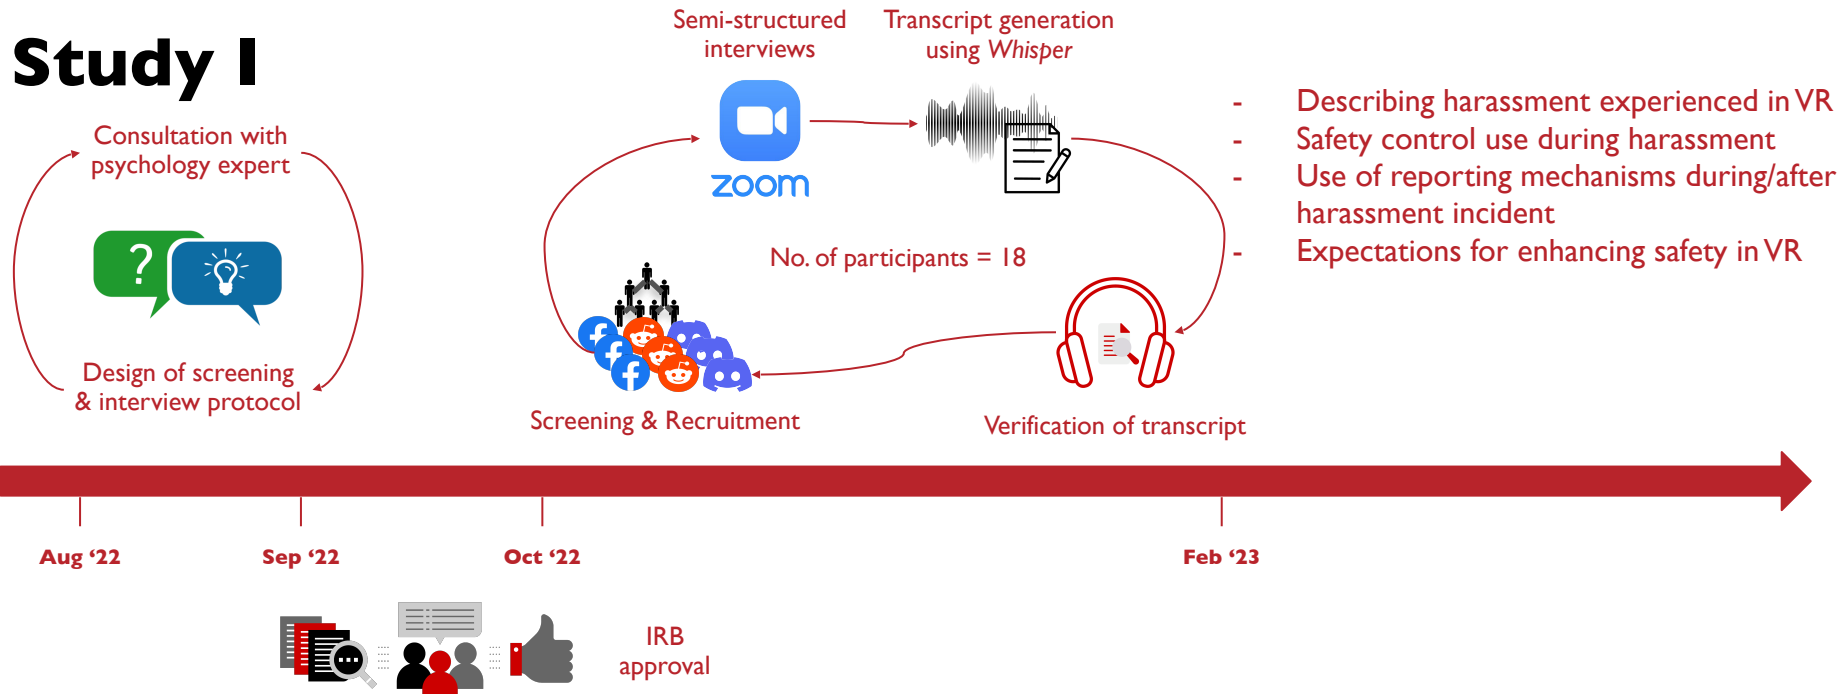 Study I
Consultation with
psychology expert
?
Design of screening
& interview protocol
Semi-structured
interviews
zoom
Transcript generation
using Whisper
No. of participants = 18
Screening & Recruitment
Verification of transcript
- Describing harassment experienced in VR
- Safety control use during harassment
- Use of reporting mechanisms during/after
harassment incident
- Expectations for enhancing safety in VR
Aug ‘22
Sep ‘22
Oct ‘22
Feb ‘23
IRB
approval